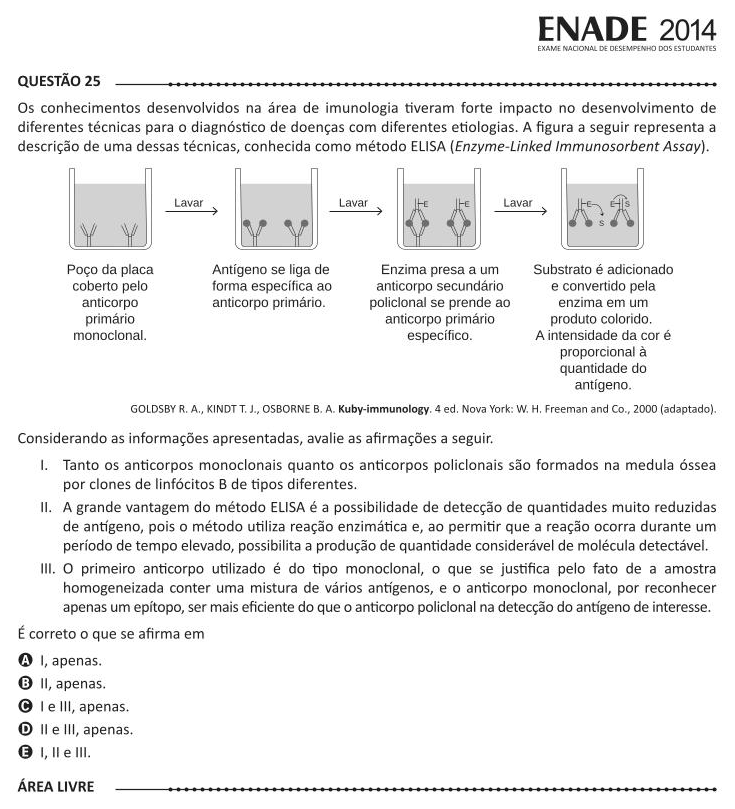 ENADE 2014
EXAME NACIONAL DE DESEMPENHO DOS ESTUDANTES
QUESTÃO 25
Os conhecimentos desenvolvidos na área de imunologia tiveram forte impacto no desenvolvimento de
diferentes técnicas para o diagnóstico de doenças com diferentes etiologias. A figura a seguir representa a
descrição de uma dessas técnicas, conhecida como método ELISA (Enzyme-Linked Immunosorbent Assay).
Lavar Lavar Lavar
E E E E S
S
Poço da placa
coberto pelo
anticorpo
primário
monoclonal.
Antígeno se liga de
forma específica ao
anticorpo primário.
Enzima presa a um
anticorpo secundário
policlonal se prende ao
anticorpo primário
específico.
Substrato é adicionado
e convertido pela
enzima em um
produto colorido.
A intensidade da cor é
proporcional à
quantidade do
antígeno.
GOLDSBY R. A., KINDT T. J., OSBORNE B. A. Kuby-immunology. 4 ed. Nova York: W. H. Freeman and Co., 2000 (adaptado).
Considerando as informações apresentadas, avalie as afirmações a seguir.
I. Tanto os anticorpos monoclonais quanto os anticorpos policlonais são formados na medula óssea
por clones de linfócitos B de tipos diferentes.
II. A grande vantagem do método ELISA é a possibilidade de detecção de quantidades muito reduzidas
de antígeno, pois o método utiliza reação enzimática e, ao permitir que a reação ocorra durante um
período de tempo elevado, possibilita a produção de quantidade considerável de molécula detectável.
III. O primeiro anticorpo utilizado é do tipo monoclonal, o que se justifica pelo fato de a amostra
homogeneizada conter uma mistura de vários antígenos, e o anticorpo monoclonal, por reconhecer
apenas um epítopo, ser mais eficiente do que o anticorpo policlonal na detecção do antígeno de interesse.
É correto o que se afirma em
A I, apenas.
B II, apenas.
C I e III, apenas.
D II e III, apenas.
E I, II e III.
ÁREA LIVRE